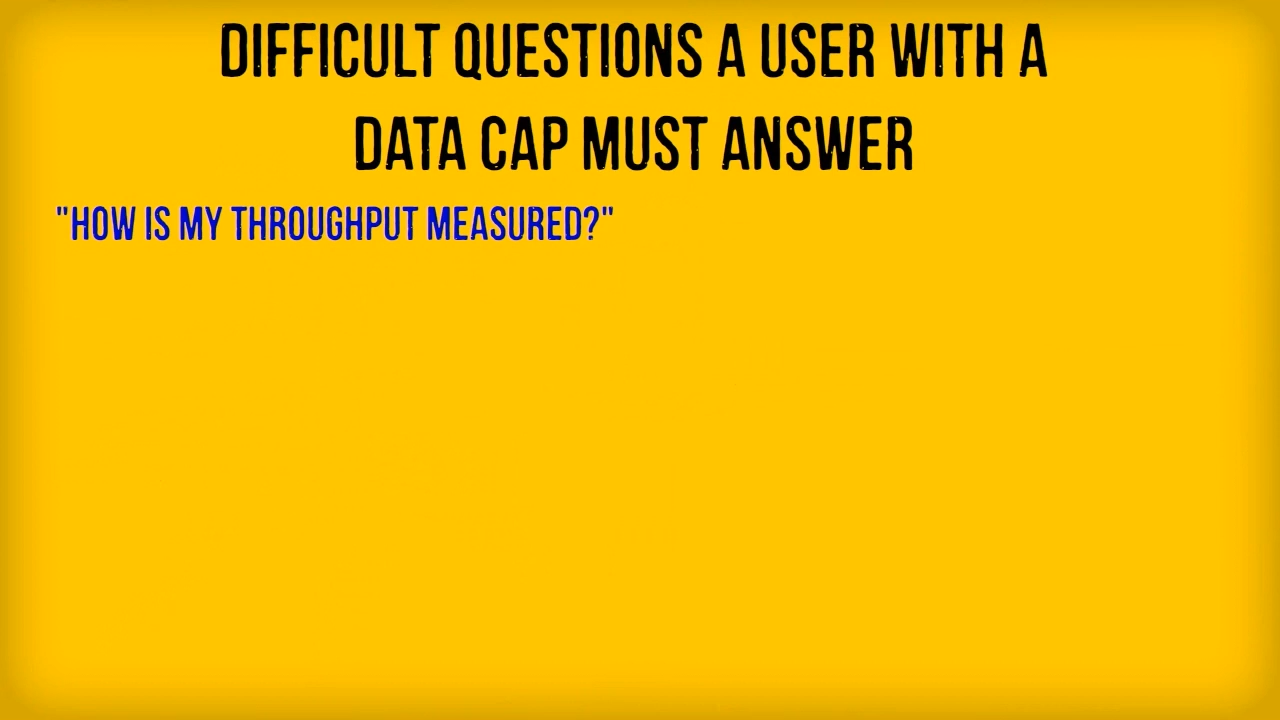 DIFFICULT QUESTIONS A USER WITH A
DATA CAP MUST ANSWER
"HOW IS MY THROUGHPUT MEASURED?"